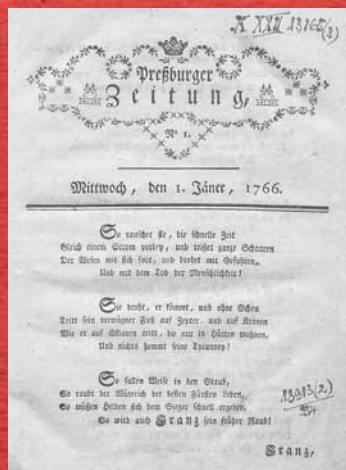 A XXII 13168(2)
Preßburger
Zeitung,
N° 1.
Mittwoch, den 1. Jäner, 1766.
So rauschet sie, die schnelle Zeit
Gleich einem Strom vorbey, und reißet ganze Schaaren
Der Wesen mit sich fort, und drohet mit Gefahren,
Und mit dem Tod der Menschlichkeit!
Sie droht, er kömmt, und ohne Scheu
Tritt sein verwägner Fuß auf Zepter, und auf Kronen
Wie er auf Sklaven tritt, die nur in Hütten wohnen,
Und nichts hemmt seine Tyranney!
So fallen Weise in den Staub,
So raubt der Wüterich der besten Fürsten Leben,
So müßen Helden sich dem Sieger schnell ergeben,
So wird auch Franz sein früher Raub!
13913(2)
Franz,